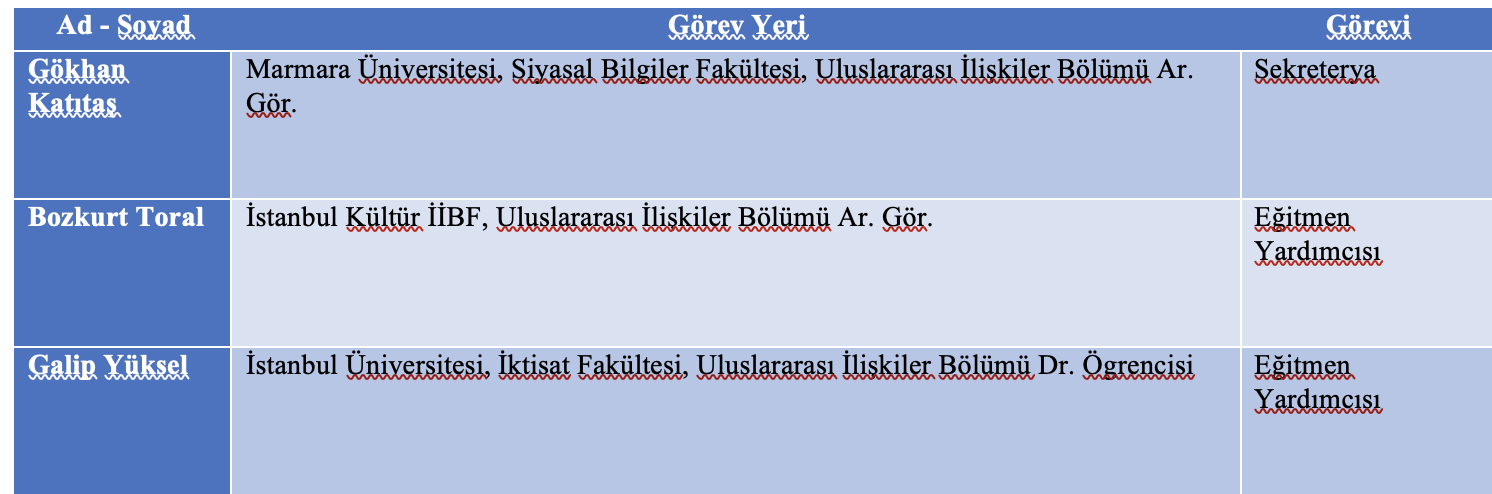 Ad - Soyad Görev Yeri Görevi
Gökhan Katıtaş
Marmara Üniversitesi, Siyasal Bilgiler Fakültesi, Uluslararası İlişkiler Bölümü Ar.
Gör.
Sekreterya
Bozkurt Toral
İstanbul Kültür İİBF, Uluslararası İlişkiler Bölümü Ar. Gör.
Eğitmen
Yardımcısı
Galip Yüksel
İstanbul Üniversitesi, İktisat Fakültesi, Uluslararası İlişkiler Bölümü Dr. Ögrencisi
Eğitmen
Yardımcısı